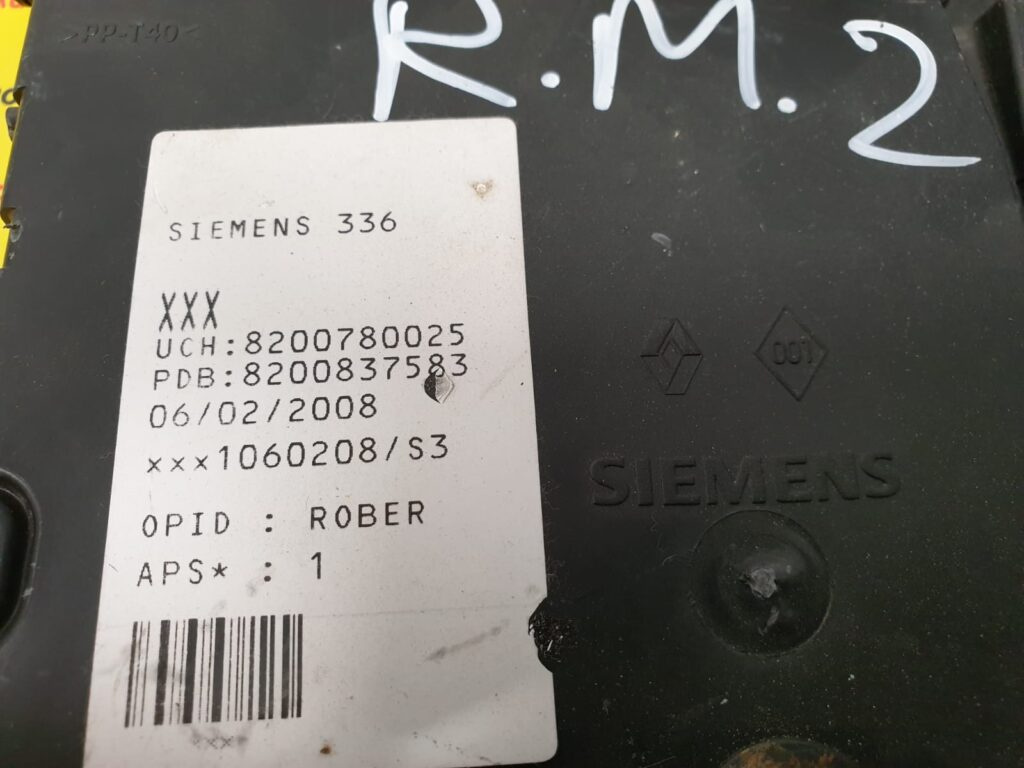 >PP-T40<
R.M.2
SIEMENS 336
XXX
UCH:8200780025
PDB:8200837583
06/02/2008
xxx1060208/S3
OPID : ROBER
APS* : 1
xxx
001
SIEMENS